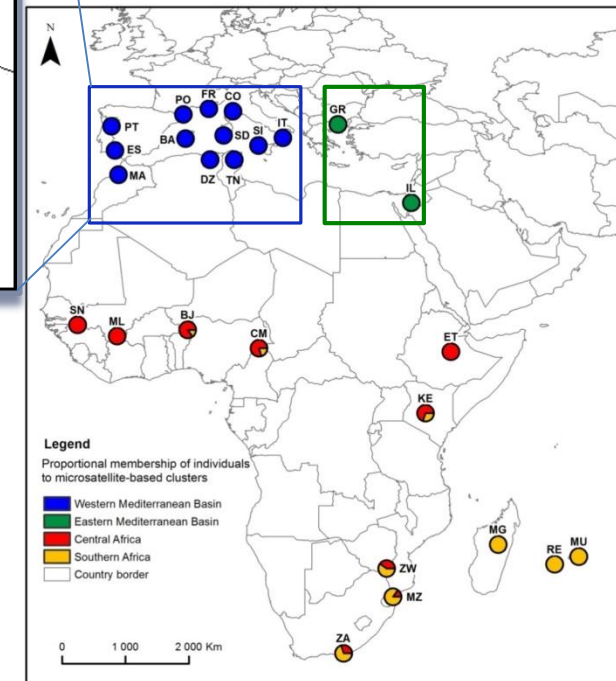 N
PO FR CO GR
PT BA SD SI IT
ES
MA DZ TN
IL
SN ML BJ CM ET
KE
Legend
Proportional membership of individuals
to microsatellite-based clusters
Western Mediterranean Basin
Eastern Mediterranean Basin
Central Africa
Southern Africa
Country border
MG RE MU
ZW
MZ
ZA
0 1 000 2 000 Km